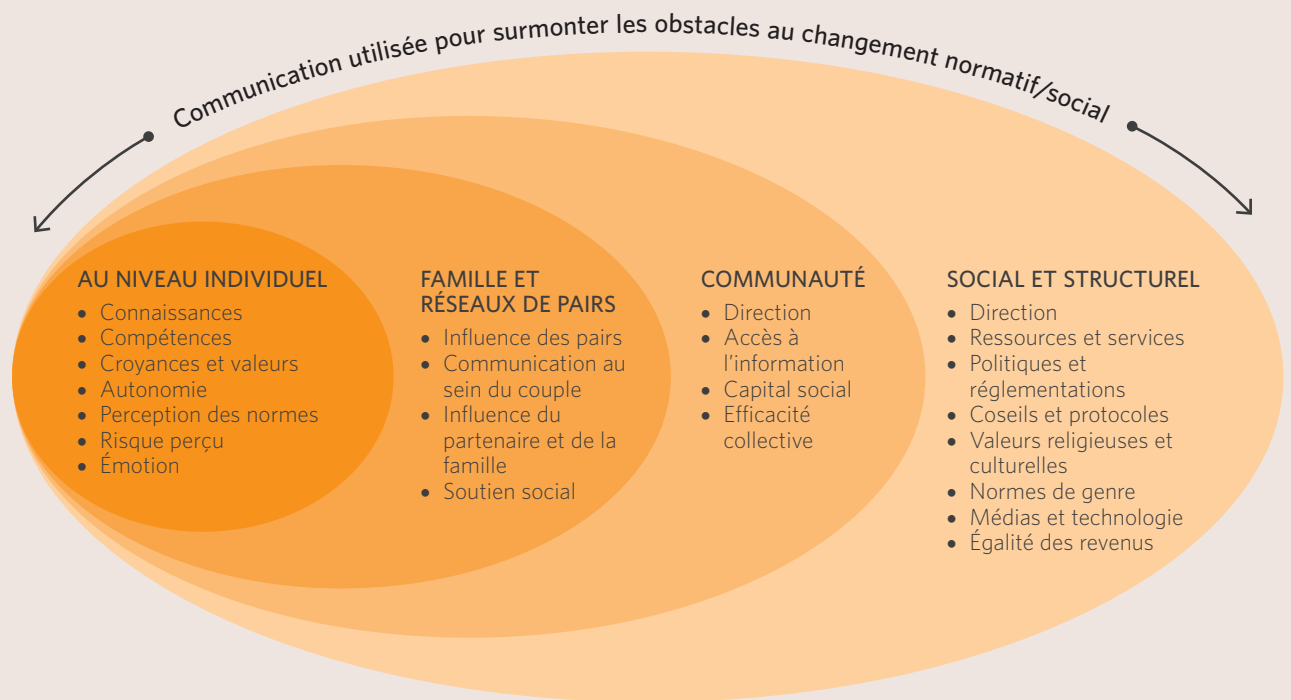 Communication utilisée pour surmonter les obstacles au changement normatif/social
AU NIVEAU INDIVIDUEL
• Connaissances
• Compétences
• Croyances et valeurs
• Autonomie
• Perception des normes
• Risque perçu
• Émotion
FAMILLE ET
RÉSEAUX DE PAIRS
• Influence des pairs
• Communication au
sein du couple
• Influence du
partenaire et de la
famille
• Soutien social
COMMUNAUTÉ
• Direction
• Accès à
l'information
• Capital social
• Efficacité
collective
SOCIAL ET STRUCTUREL
• Direction
• Ressources et services
• Politiques et
réglementations
• Coseils et protocoles
• Valeurs religieuses et
culturelles
• Normes de genre
• Médias et technologie
• Égalité des revenus